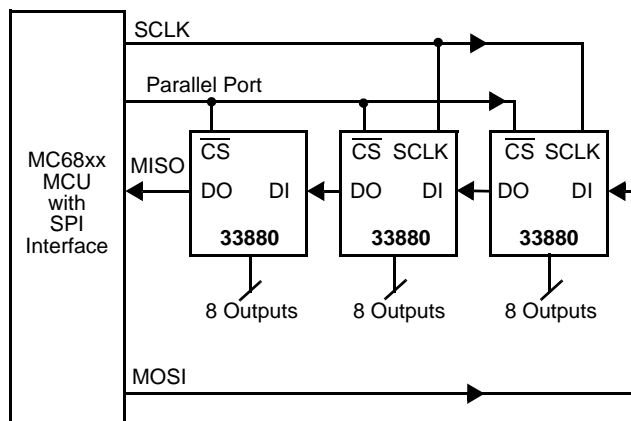 SCLK
Parallel Port
MC68xx
MCU
with
SPI
Interface
MISO
CS
DO DI
33880
8 Outputs
CS SCLK
DO DI
33880
8 Outputs
CS SCLK
DO DI
33880
8 Outputs
MOSI